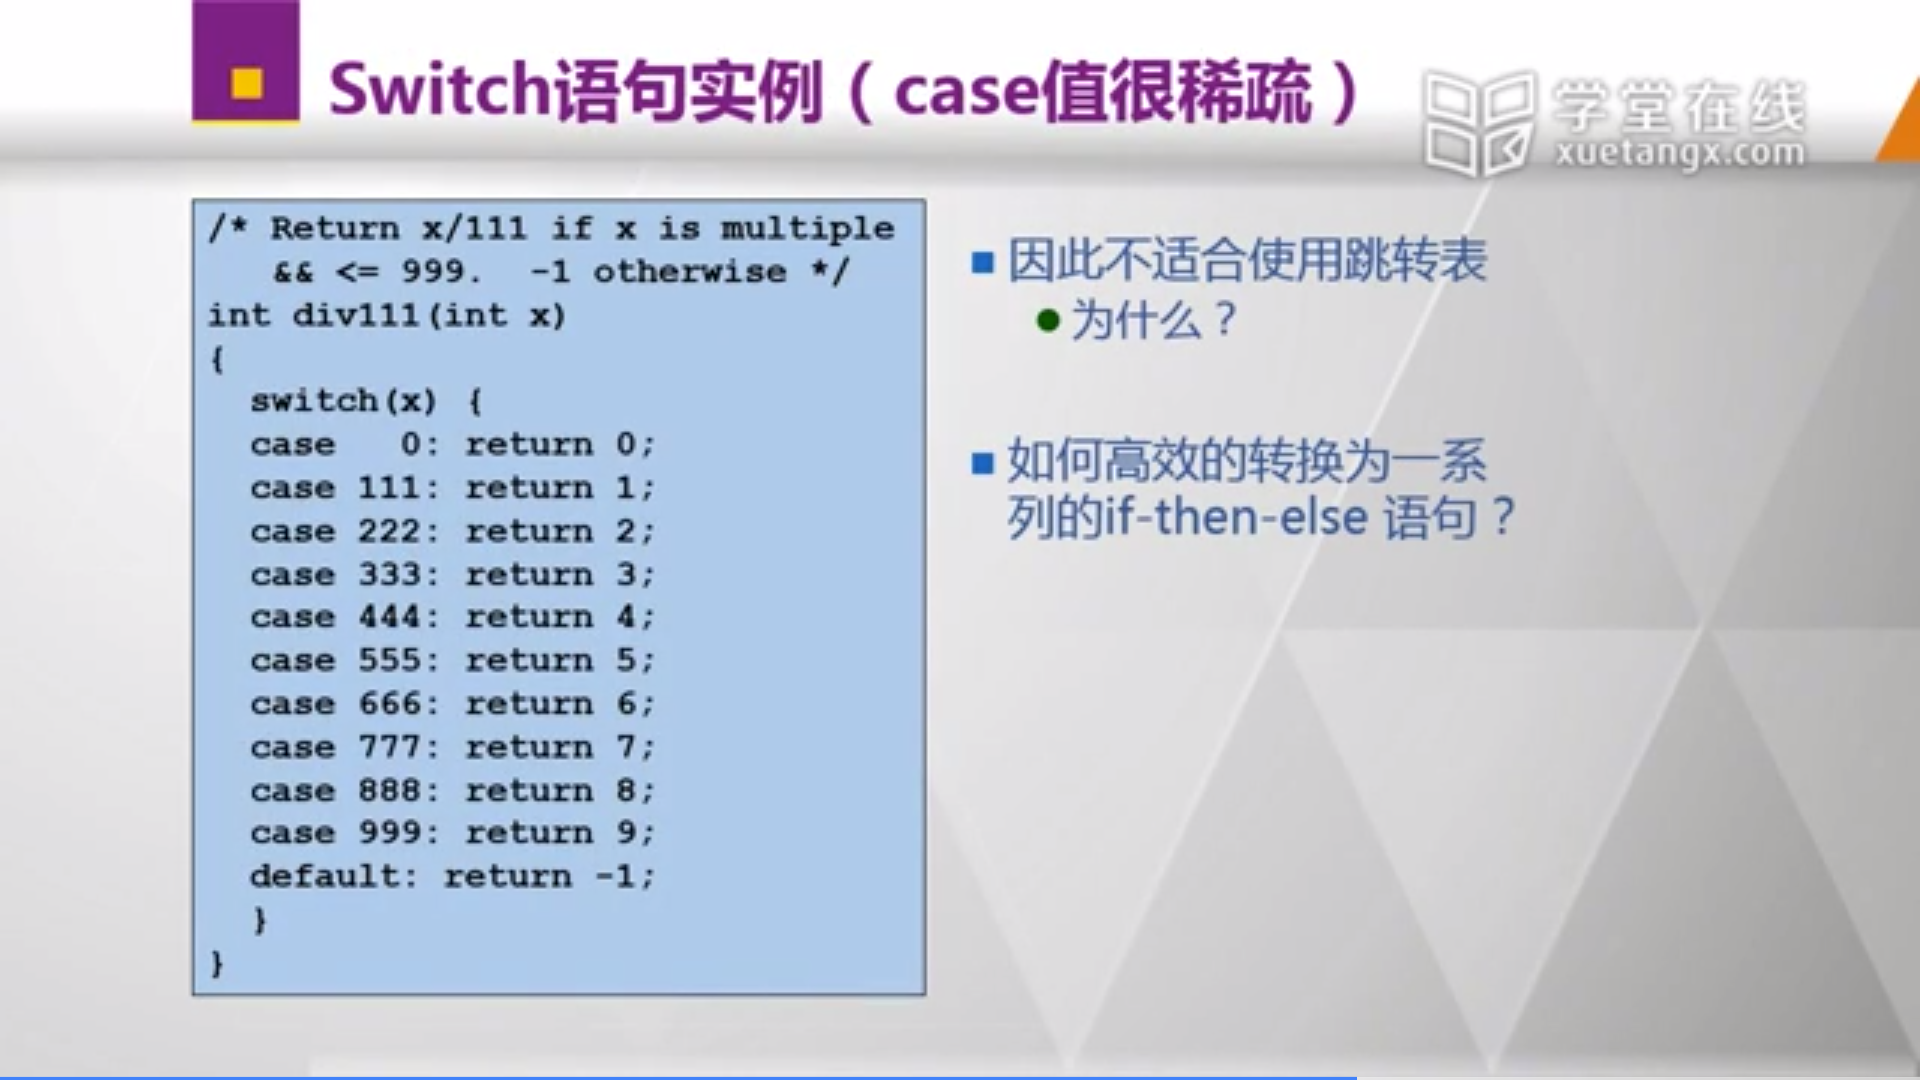 Switch语句实例（case值很稀疏）
学堂在线
xuetangx.com
/* Return x/111 if x is multiple
&& <= 999.  -1 otherwise */
int div111(int x)
{
switch(x) {
case   0: return 0;
case 111: return 1;
case 222: return 2;
case 333: return 3;
case 444: return 4;
case 555: return 5;
case 666: return 6;
case 777: return 7;
case 888: return 8;
case 999: return 9;
default: return -1;
}
}
因此不适合使用跳转表
为什么？
如何高效的转换为一系
列的if-then-else 语句？